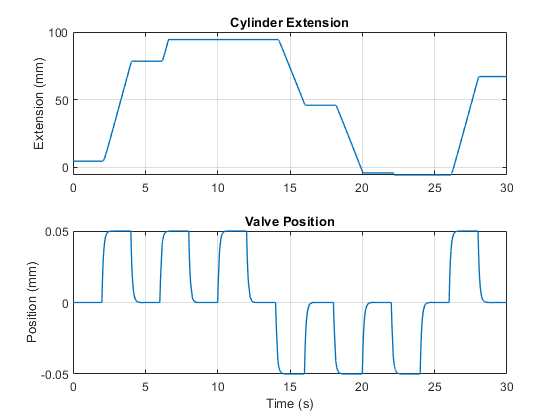 Cylinder Extension
100
50
0
Extension (mm)
0 5 10 15 20 25 30
Valve Position
0.05
0
-0.05
Position (mm)
0 5 10 15 20 25 30
Time (s)